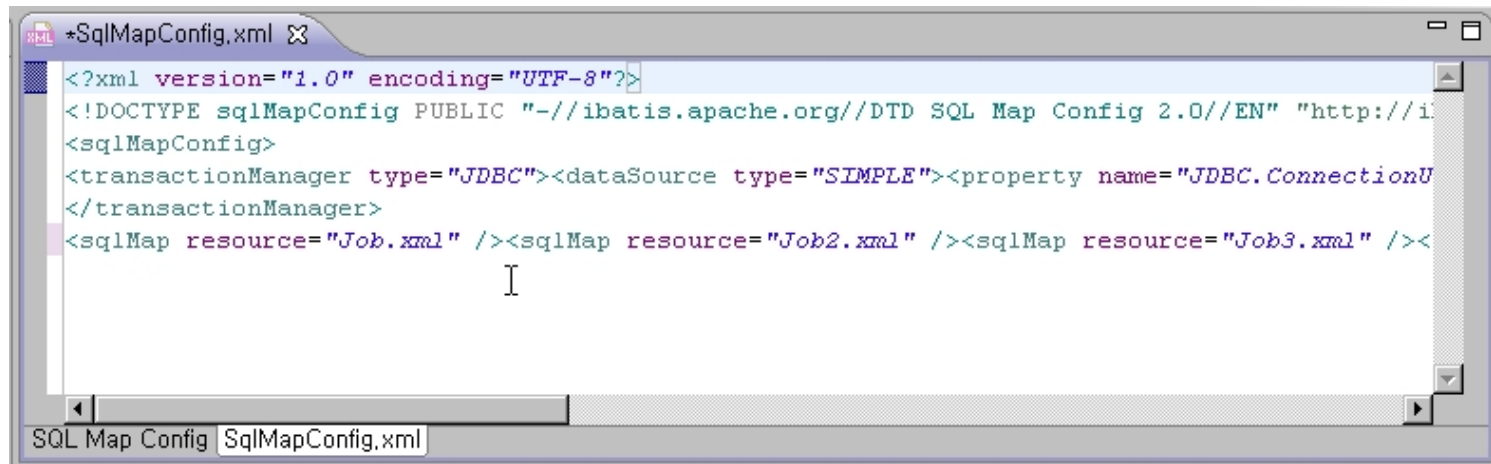 XML *SqlMapConfig.xml
<?xml version="1.0" encoding="UTF-8"?>
<!DOCTYPE sqlMapConfig PUBLIC "-//ibatis.apache.org//DTD SQL Map Config 2.0//EN" "http://i
<sqlMapConfig>
<transactionManager type="JDBC"><dataSource type="SIMPLE"><property name="JDBC.ConnectionU
</transactionManager>
<sqlMap resource="Job.xml" /><sqlMap resource="Job2.xml" /><sqlMap resource="Job3.xml" /><
SQL Map Config SqlMapConfig.xml